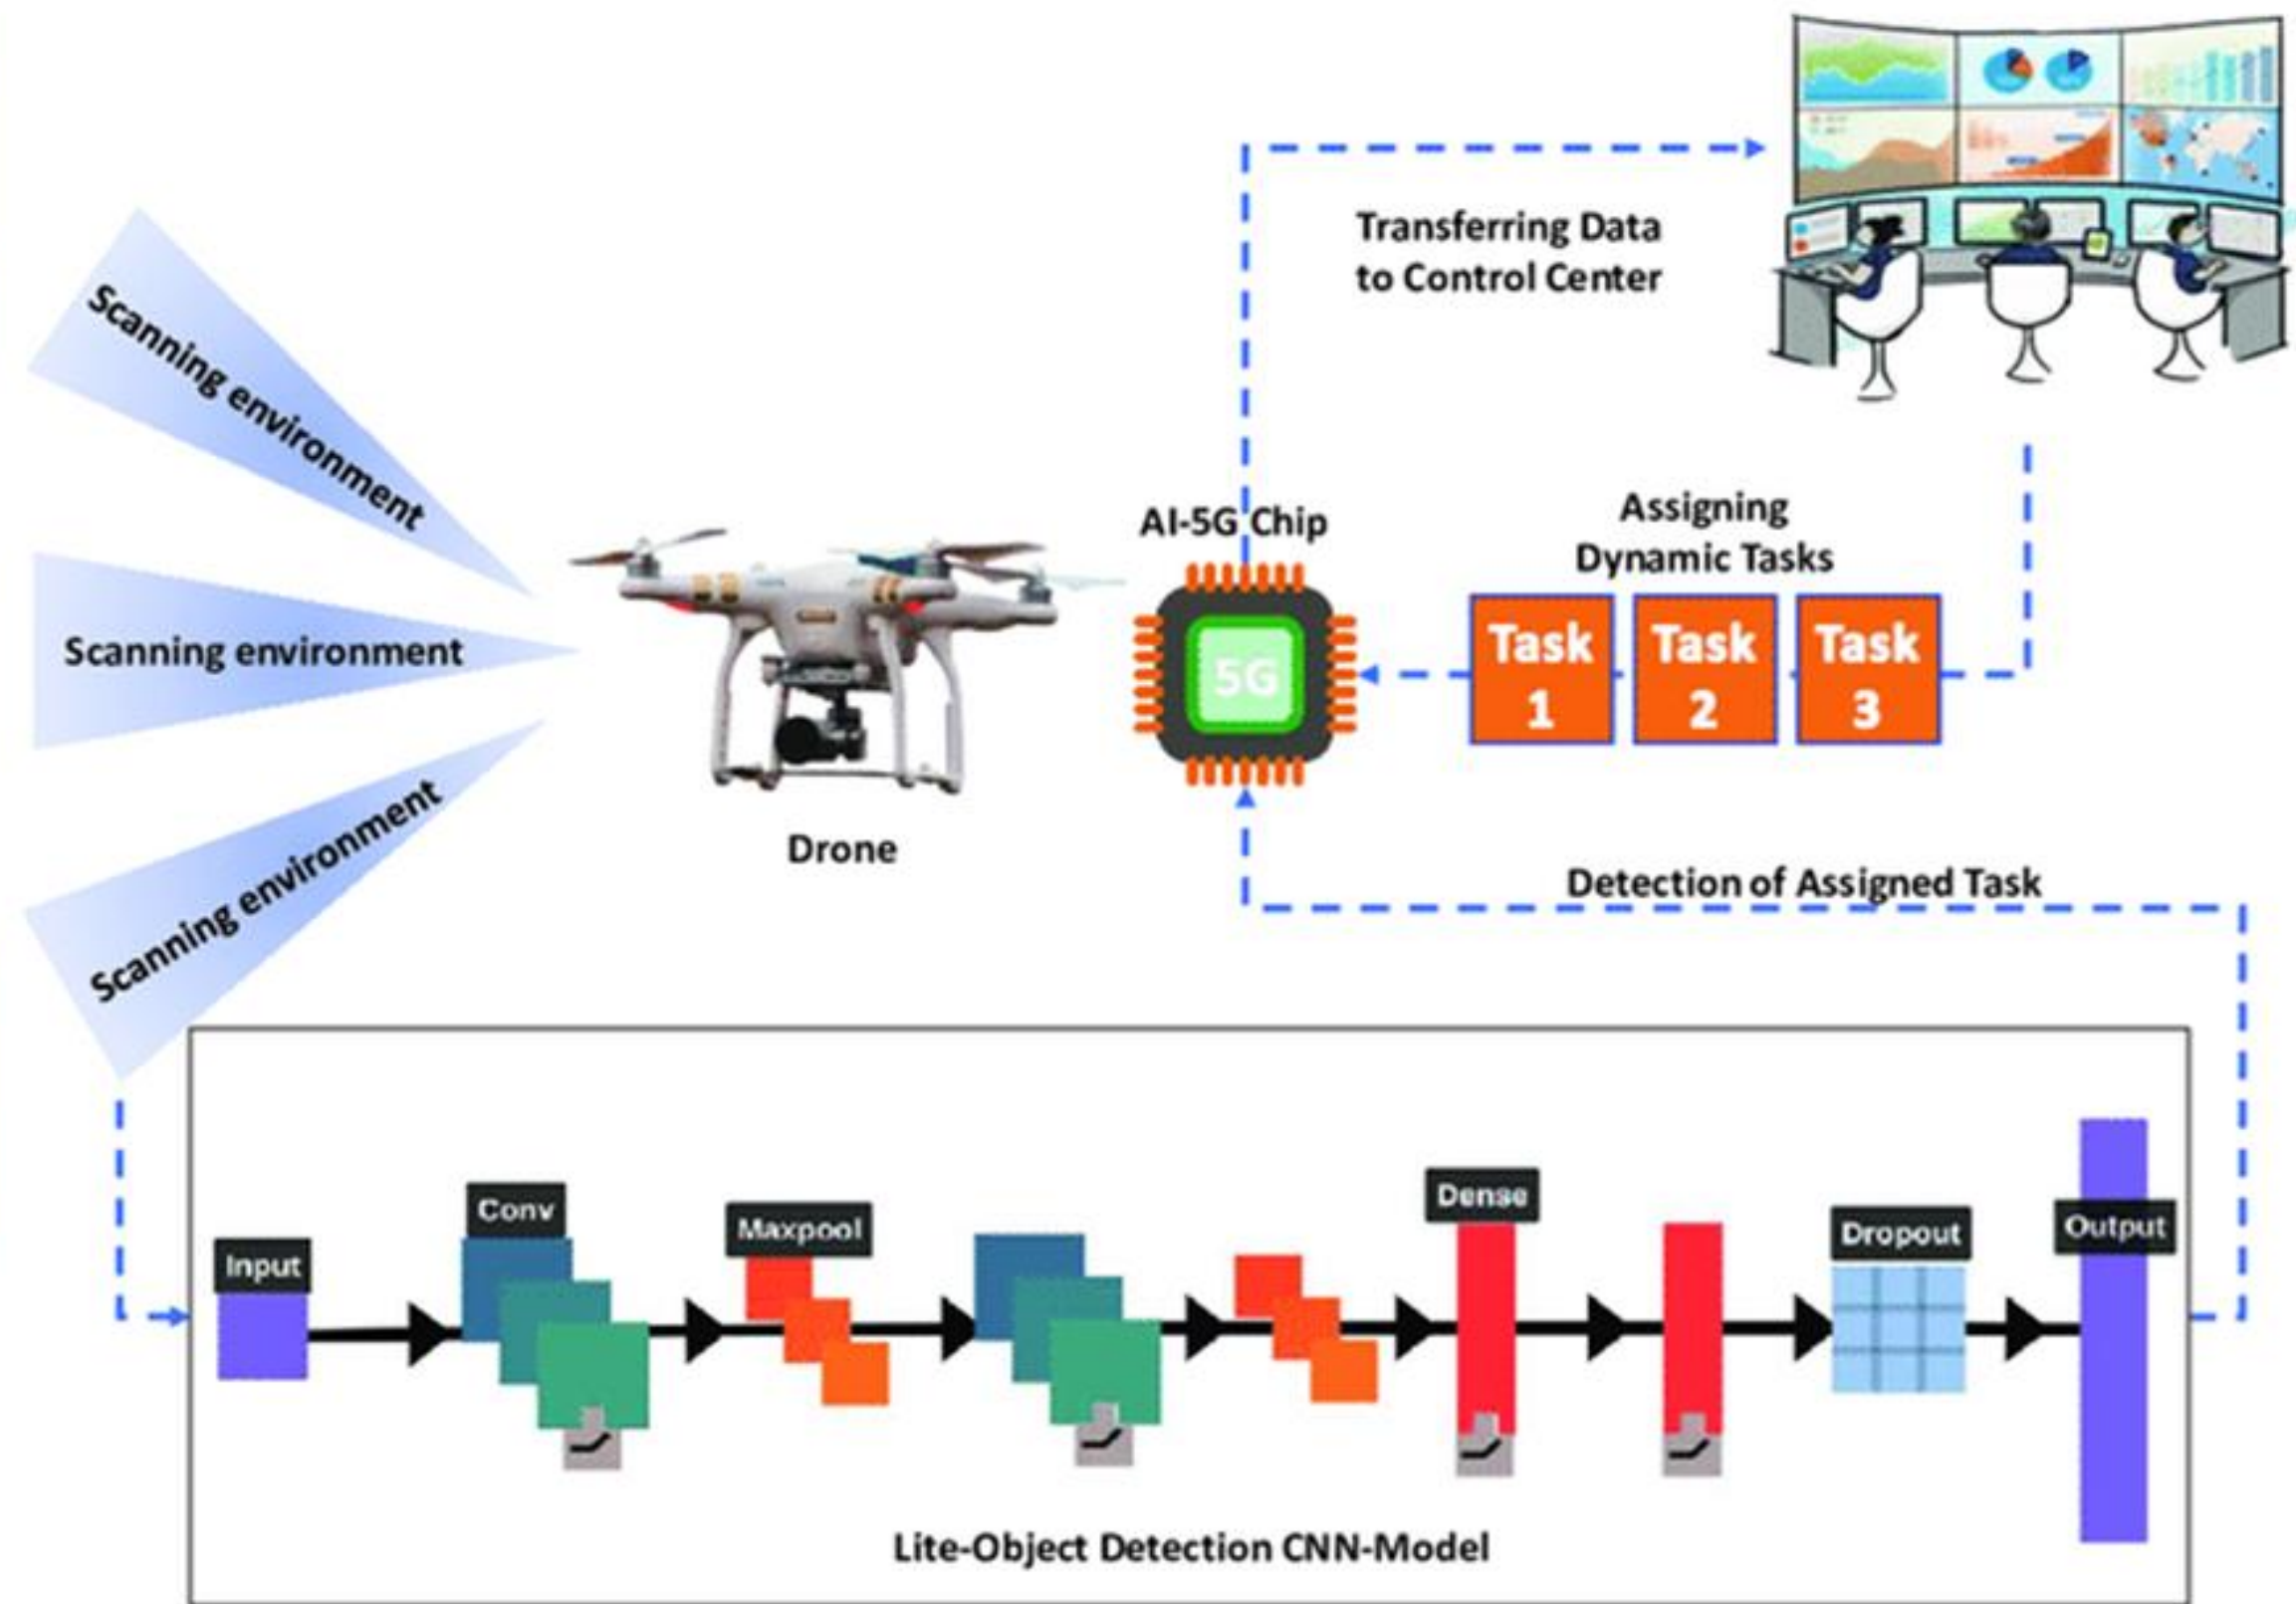 Scanning environment
Scanning environment
Scanning environment
Drone
Transferring Data
to Control Center
AI-5G Chip
5G
Assigning
Dynamic Tasks
Task
1
Task
2
Task
3
Detection of Assigned Task
Input
Conv
Maxpool
Dense
Dropout
Output
Lite-Object Detection CNN-Model